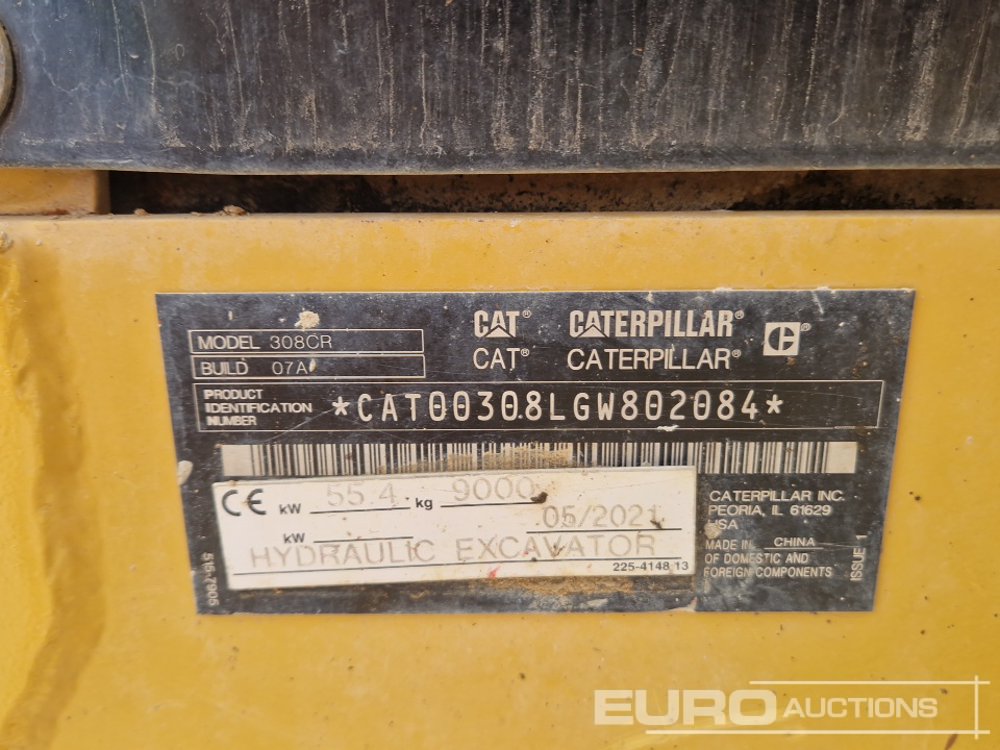 MODEL 308CR
BUILD 07A
CAT® CATERPILLAR®
CAT® CATERPILLAR®
PRODUCT
IDENTIFICATION
NUMBER
*CAT00308LGW802084*
CE kW 55.4 kg 9000
kW 05/2021
HYDRAULIC EXCAVATOR
225-4148 13
515-7906
CATERPILLAR INC.
PEORIA, IL 61629
USA
MADE IN CHINA
OF DOMESTIC AND
FOREIGN COMPONENTS
ISSUE 1
EURO AUCTIONS